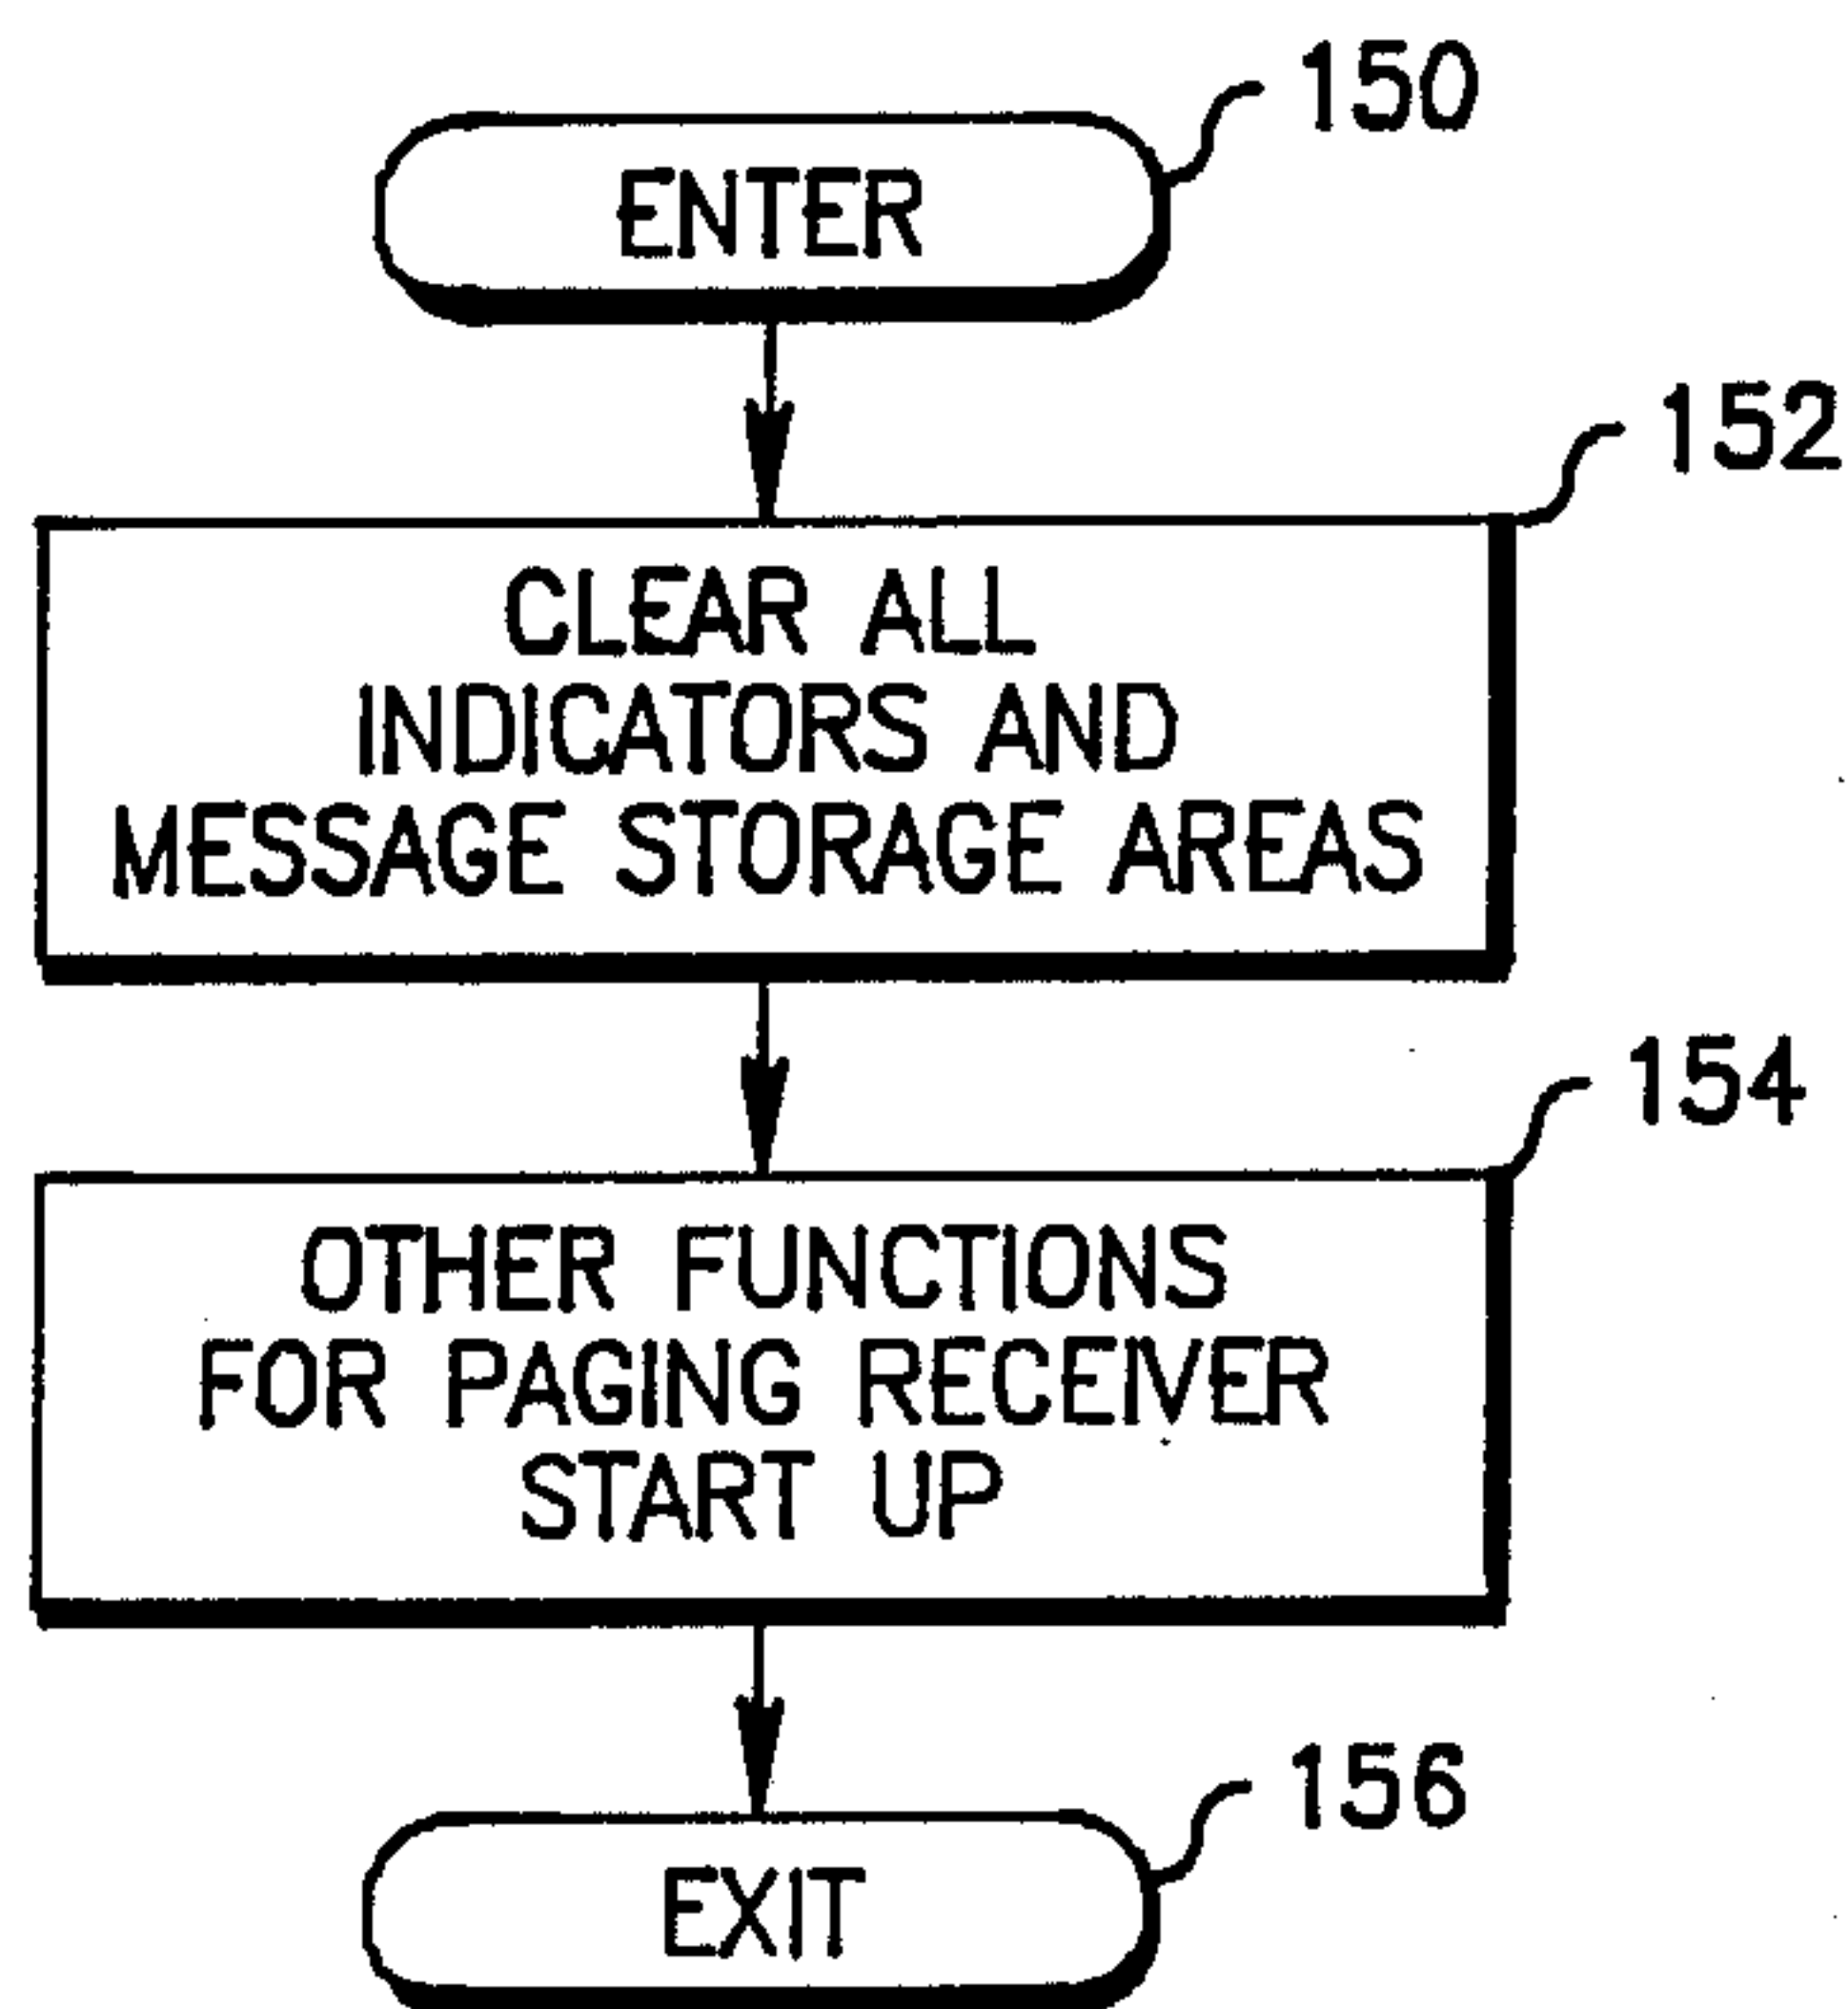 150
ENTER
152
CLEAR ALL
INDICATORS AND
MESSAGE STORAGE AREAS
154
OTHER FUNCTIONS
FOR PAGING RECEIVER
START UP
156
EXIT